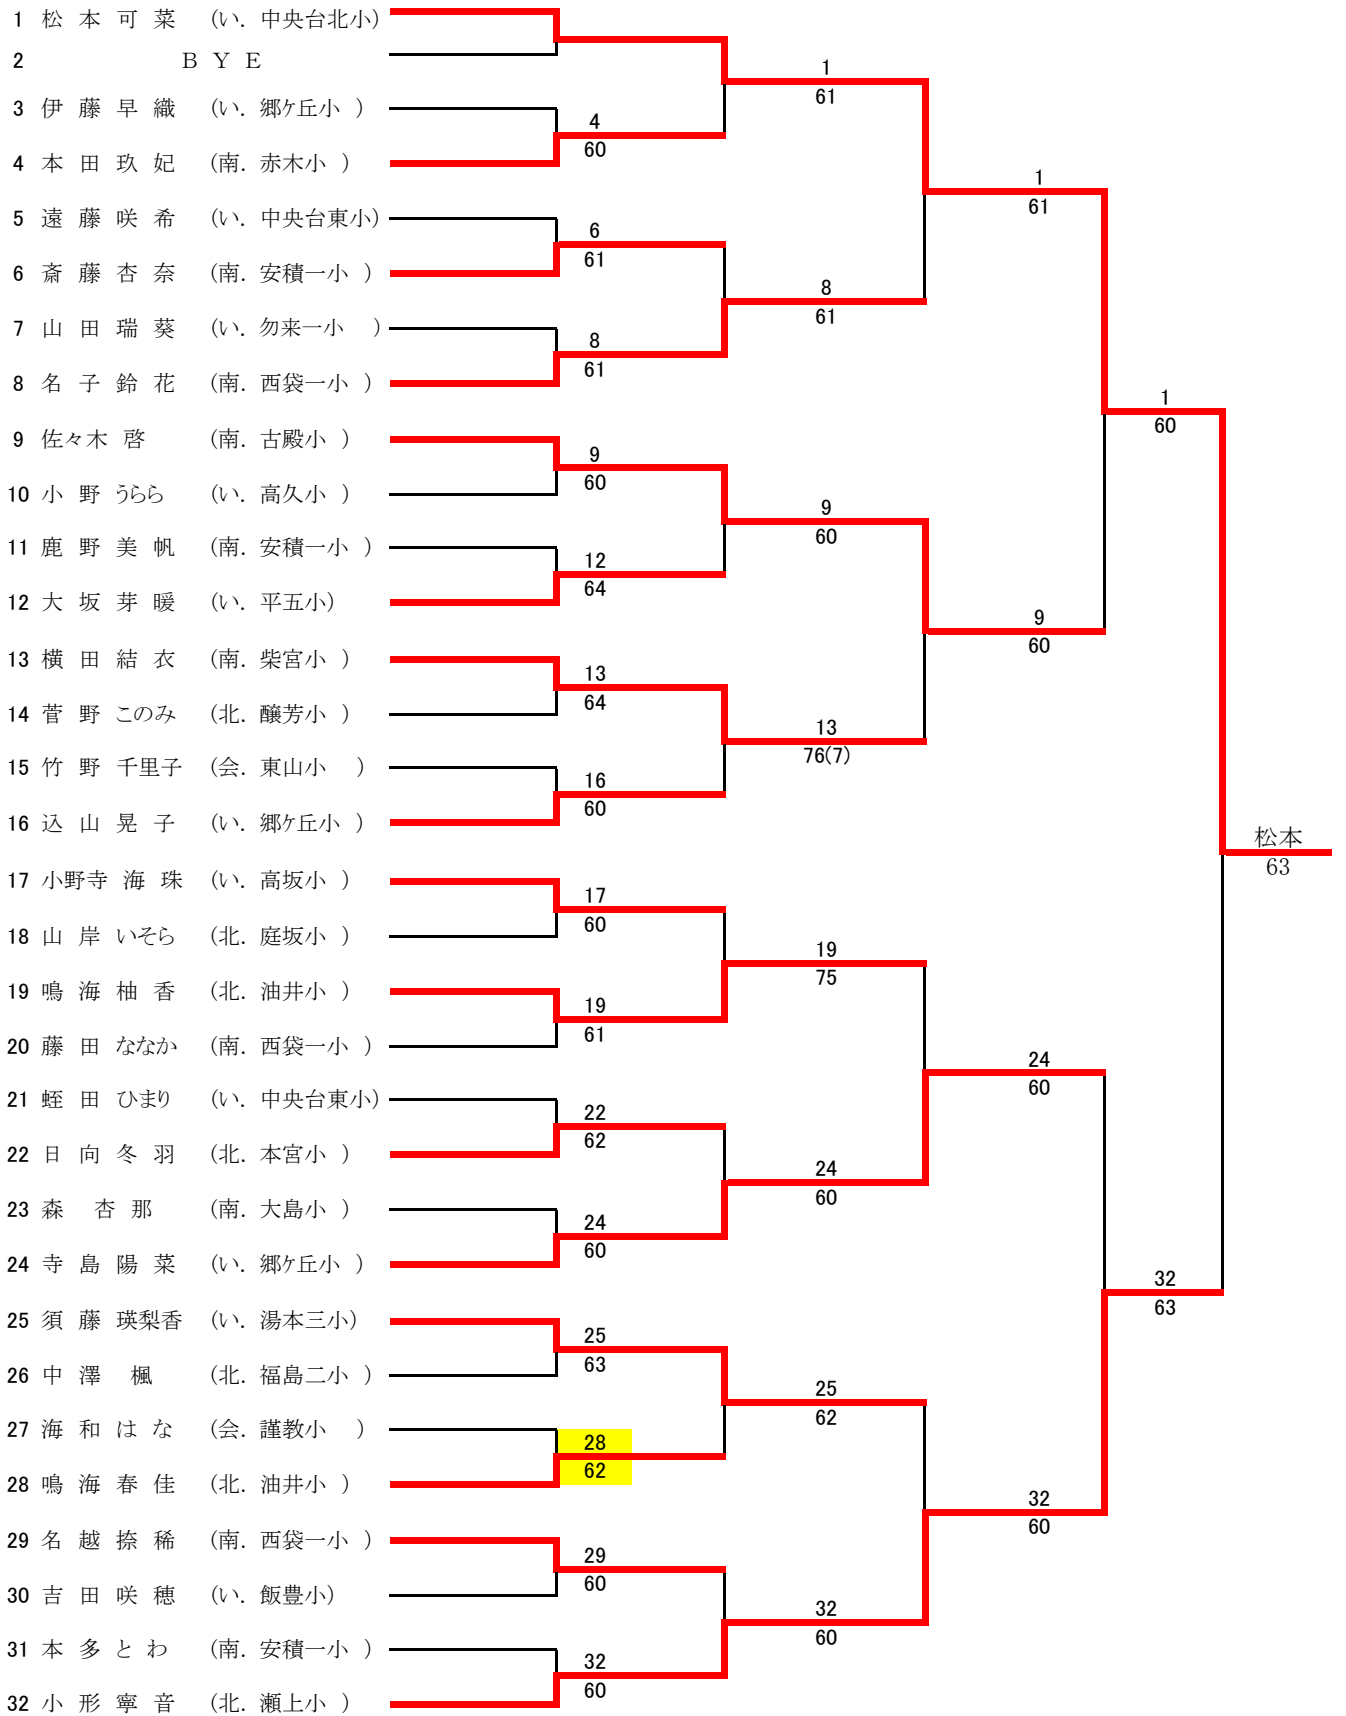 1 松 本 可 菜 (い. 中央台北小)
2 B Y E
1
61
3 伊 藤 早 織 (い. 郷ケ丘小 )
4
60
4 本 田 玖 妃 (南. 赤木小 )
1
61
5 遠 藤 咲 希 (い. 中央台東小)
6
61
6 斎 藤 杏 奈 (南. 安積一小 )
8
61
7 山 田 瑞 葵 (い. 勿来一小 )
8
61
8 名 子 鈴 花 (南. 西袋一小 )
1
60
9 佐々木 啓 (南. 古殿小 )
9
60
10 小 野 うらら (い. 高久小 )
9
60
11 鹿 野 美 帆 (南. 安積一小 )
12
64
12 大 坂 芽 暖 (い. 平五小)
9
60
13 横 田 結 衣 (南. 柴宮小 )
13
64
14 菅 野 このみ (北. 醸芳小 )
13
76(7)
15 竹 野 千里子 (会. 東山小 )
16
60
16 込 山 晃 子 (い. 郷ケ丘小 )
松本
63
17 小野寺 海 珠 (い. 高坂小 )
17
60
18 山 岸 いそら (北. 庭坂小 )
19
75
19 鳴 海 柚 香 (北. 油井小 )
19
61
20 藤 田 ななか (南. 西袋一小 )
24
60
21 蛭 田 ひまり (い. 中央台東小)
22
62
22 日 向 冬 羽 (北. 本宮小 )
24
60
23 森 杏 那 (南. 大島小 )
24
60
24 寺 島 陽 菜 (い. 郷ケ丘小 )
32
63
25 須 藤 瑛梨香 (い. 湯本三小)
25
63
26 中 澤 楓 (北. 福島二小 )
25
62
27 海 和 は な (会. 謹教小 )
28
62
28 鳴 海 春 佳 (北. 油井小 )
32
60
29 名 越 捺 稀 (南. 西袋一小 )
29
60
30 吉 田 咲 穂 (い. 飯豊小)
32
60
31 本 多 と わ (南. 安積一小 )
32
60
32 小 形 寧 音 (北. 瀬上小 )